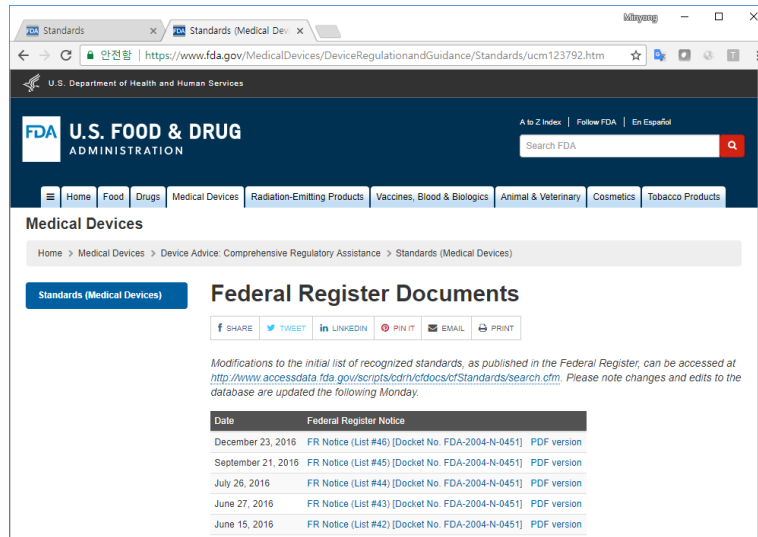 Minyang
Standards
Standards (Medical Dev
안전함 | https://www.fda.gov/MedicalDevices/DeviceRegulationandGuidance/Standards/ucm123792.htm
U.S. Department of Health and Human Services
A to Z Index | Follow FDA | En Español
FDA U.S. FOOD & DRUG
ADMINISTRATION
Search FDA
Home Food Drugs Medical Devices Radiation-Emitting Products Vaccines, Blood & Biologics Animal & Veterinary Cosmetics Tobacco Products
Medical Devices
Home > Medical Devices > Device Advice: Comprehensive Regulatory Assistance > Standards (Medical Devices)
Standards (Medical Devices)
Federal Register Documents
SHARE TWEET LINKEDIN PIN IT EMAIL PRINT
Modifications to the initial list of recognized standards, as published in the Federal Register, can be accessed at
http://www.accessdata.fda.gov/scripts/cdrh/cfdocs/cfStandards/search.cfm. Please note changes and edits to the
database are updated the following Monday.
Date Federal Register Notice
December 23, 2016 FR Notice (List #46) [Docket No. FDA-2004-N-0451] PDF version
September 21, 2016 FR Notice (List #45) [Docket No. FDA-2004-N-0451] PDF version
July 26, 2016 FR Notice (List #44) [Docket No. FDA-2004-N-0451] PDF version
June 27, 2016 FR Notice (List #43) [Docket No. FDA-2004-N-0451] PDF version
June 15, 2016 FR Notice (List #42) [Docket No. FDA-2004-N-0451] PDF version